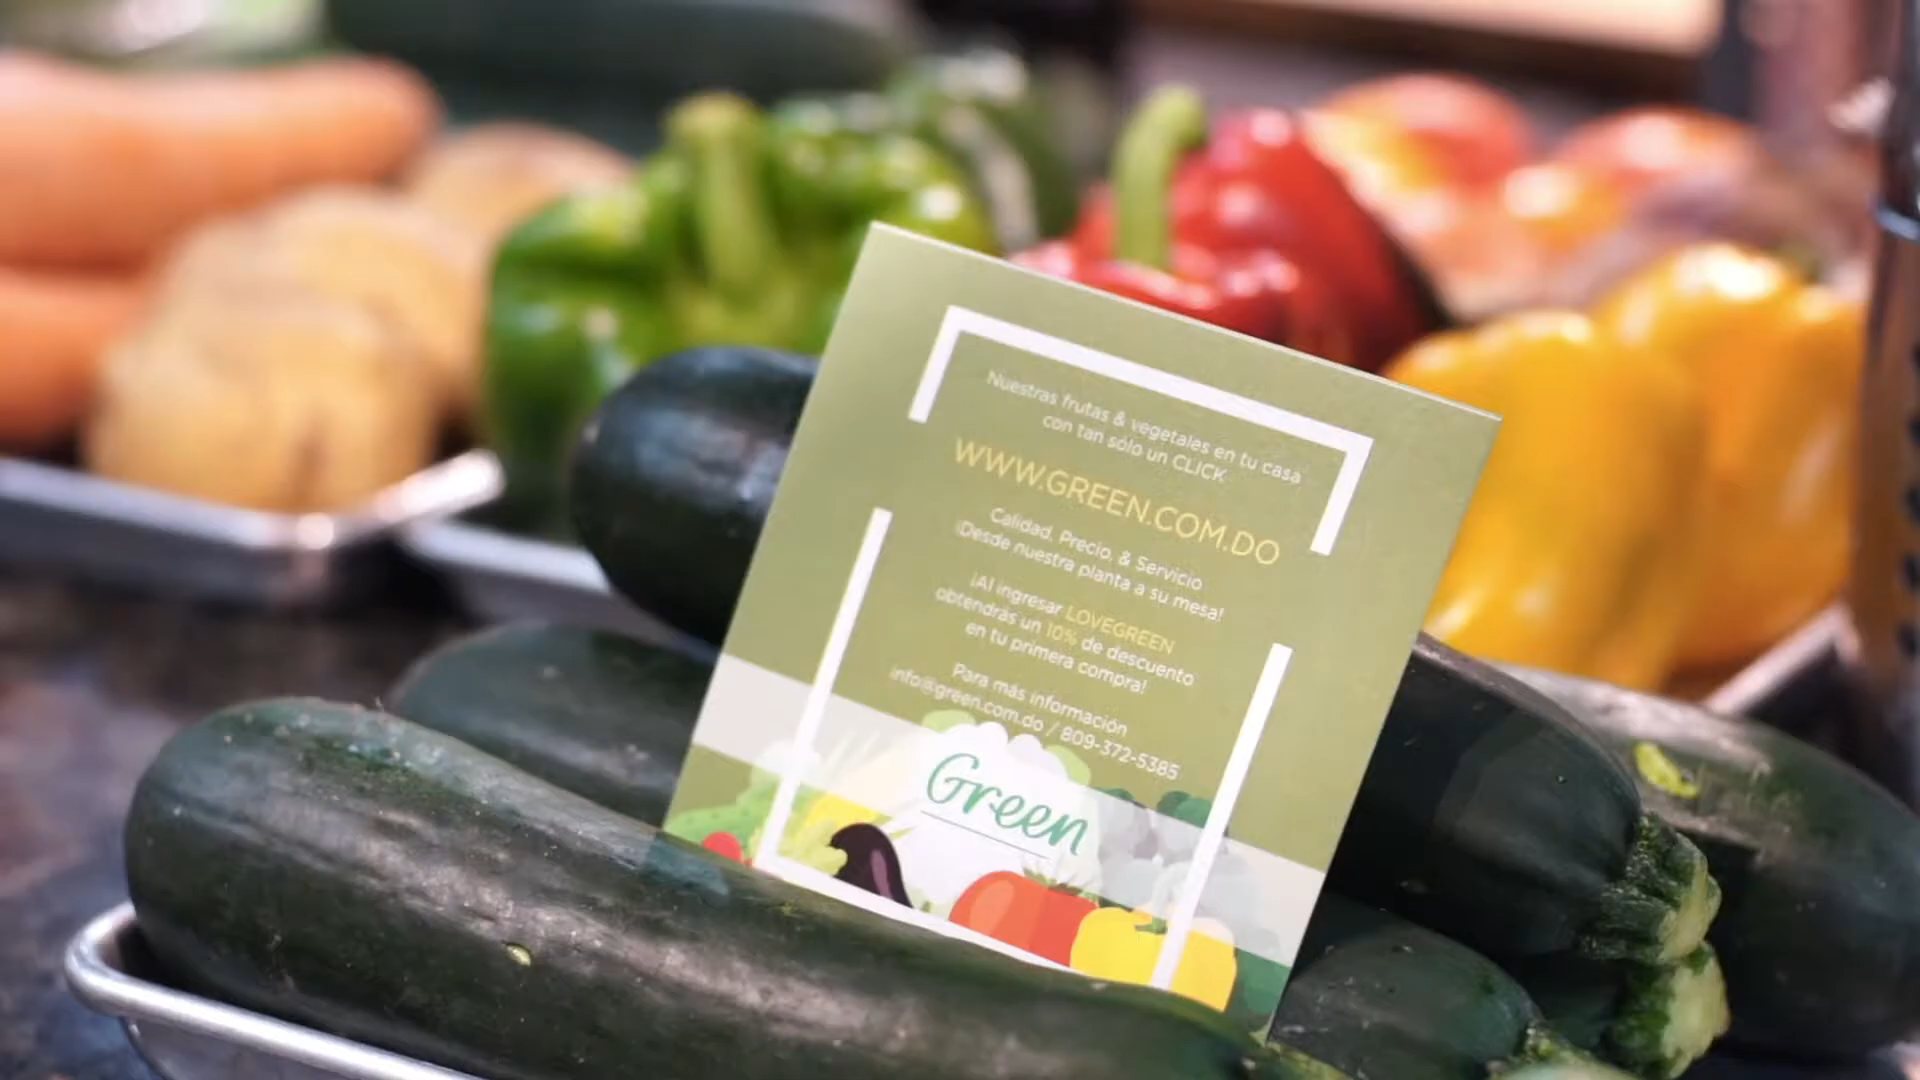 Nuestras frutas & vegetales en tu casa
con tan sólo un CLICK
WWW.GREEN.COM.DO
Calidad, Precio, & Servicio
¡Desde nuestra planta a su mesa!
¡Al ingresar LOVEGREEN
obtendrás un 10% de descuento
en tu primera compra!
Para más información
info@green.com.do / 809-372-5385
Green